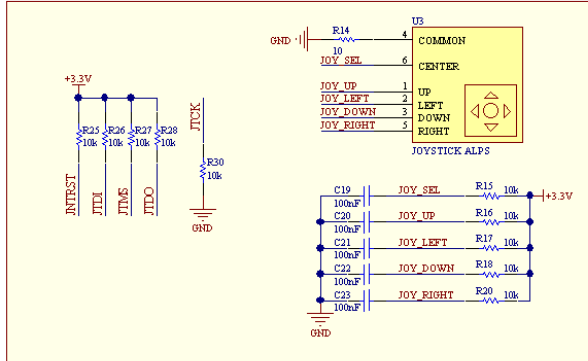 U3
R14
GND
10
4
COMMON
JOY_SEL
6
CENTER
JOY_UP
1
UP
JOY_LEFT
2
LEFT
JOY_DOWN
3
DOWN
JOY_RIGHT
5
RIGHT
JOYSTICK ALPS
+3.3V
R25
10k
R26
10k
R27
10k
R28
10k
JNTRST
JTDI
JTMS
JTDO
JTCK
R30
10k
GND
C19
100nF
JOY_SEL
R15
10k
+3.3V
C20
100nF
JOY_UP
R16
10k
C21
100nF
JOY_LEFT
R17
10k
C22
100nF
JOY_DOWN
R18
10k
C23
100nF
JOY_RIGHT
R20
10k
GND